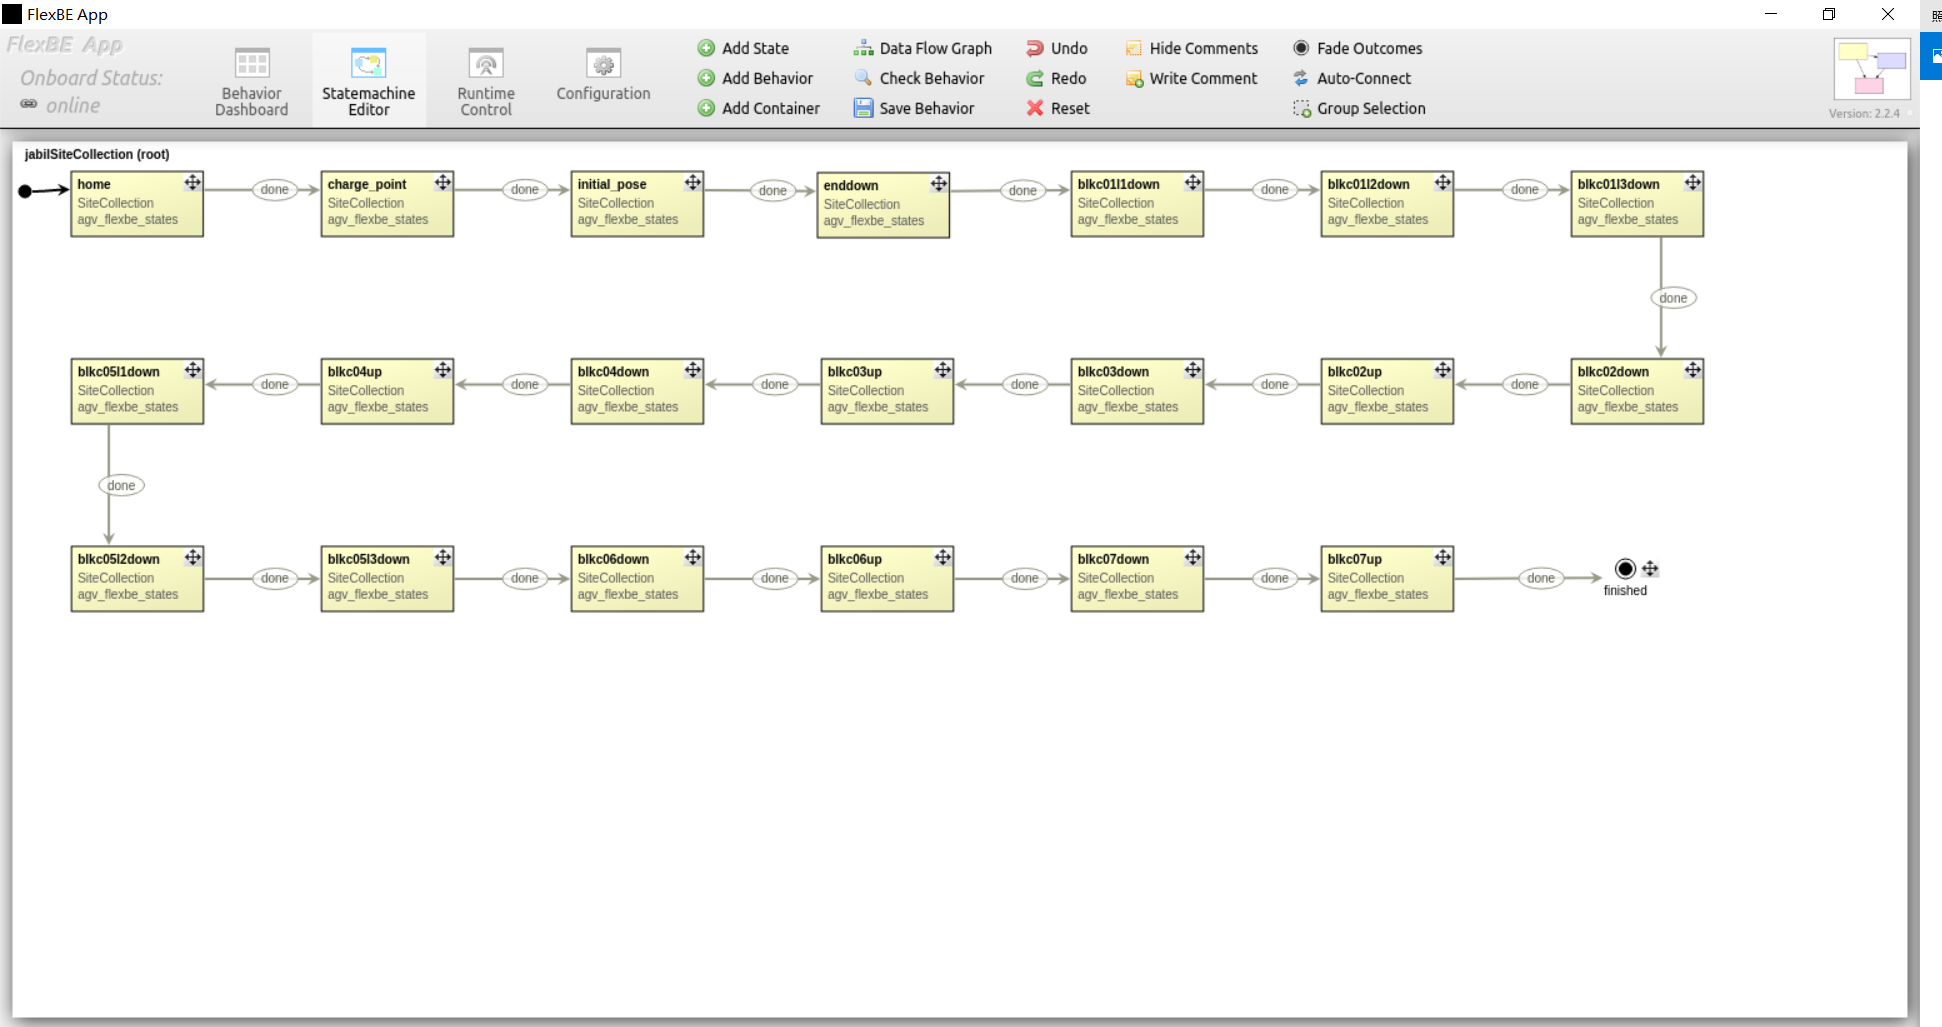 FlexBE App
FlexBE App
Onboard Status:
online
Behavior
Dashboard
Statemachine
Editor
Runtime
Control
Configuration
Add State
Add Behavior
Add Container
Data Flow Graph
Check Behavior
Save Behavior
Undo
Redo
Reset
Hide Comments
Write Comment
Fade Outcomes
Auto-Connect
Group Selection
Version: 2.2.4
jabilSiteCollection (root)
home
SiteCollection
agv_flexbe_states
done
charge_point
SiteCollection
agv_flexbe_states
done
initial_pose
SiteCollection
agv_flexbe_states
done
enddown
SiteCollection
agv_flexbe_states
done
blkc01l1down
SiteCollection
agv_flexbe_states
done
blkc01l2down
SiteCollection
agv_flexbe_states
done
blkc01l3down
SiteCollection
agv_flexbe_states
done
blkc05l1down
SiteCollection
agv_flexbe_states
done
blkc04up
SiteCollection
agv_flexbe_states
done
blkc04down
SiteCollection
agv_flexbe_states
done
blkc03up
SiteCollection
agv_flexbe_states
done
blkc03down
SiteCollection
agv_flexbe_states
done
blkc02up
SiteCollection
agv_flexbe_states
done
blkc02down
SiteCollection
agv_flexbe_states
done
blkc05l2down
SiteCollection
agv_flexbe_states
done
blkc05l3down
SiteCollection
agv_flexbe_states
done
blkc06down
SiteCollection
agv_flexbe_states
done
blkc06up
SiteCollection
agv_flexbe_states
done
blkc07down
SiteCollection
agv_flexbe_states
done
blkc07up
SiteCollection
agv_flexbe_states
done
finished